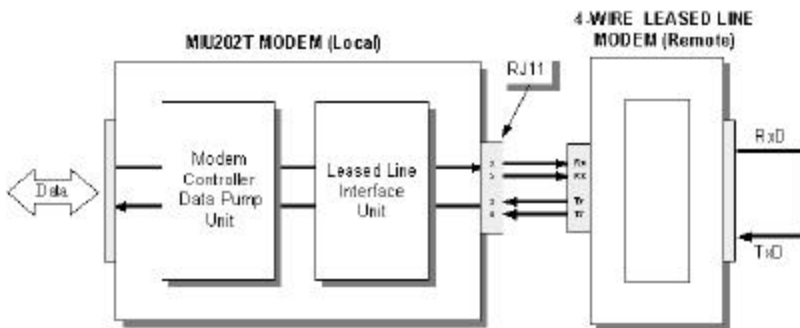 4-WIRE LEASED LINE
MODEM (Remote)
MIU202T MODEM (Local)
RJ11
Modem
Controller
Data Pump
Unit
Leased Line
Interface
Unit
Data
RxD
TxD